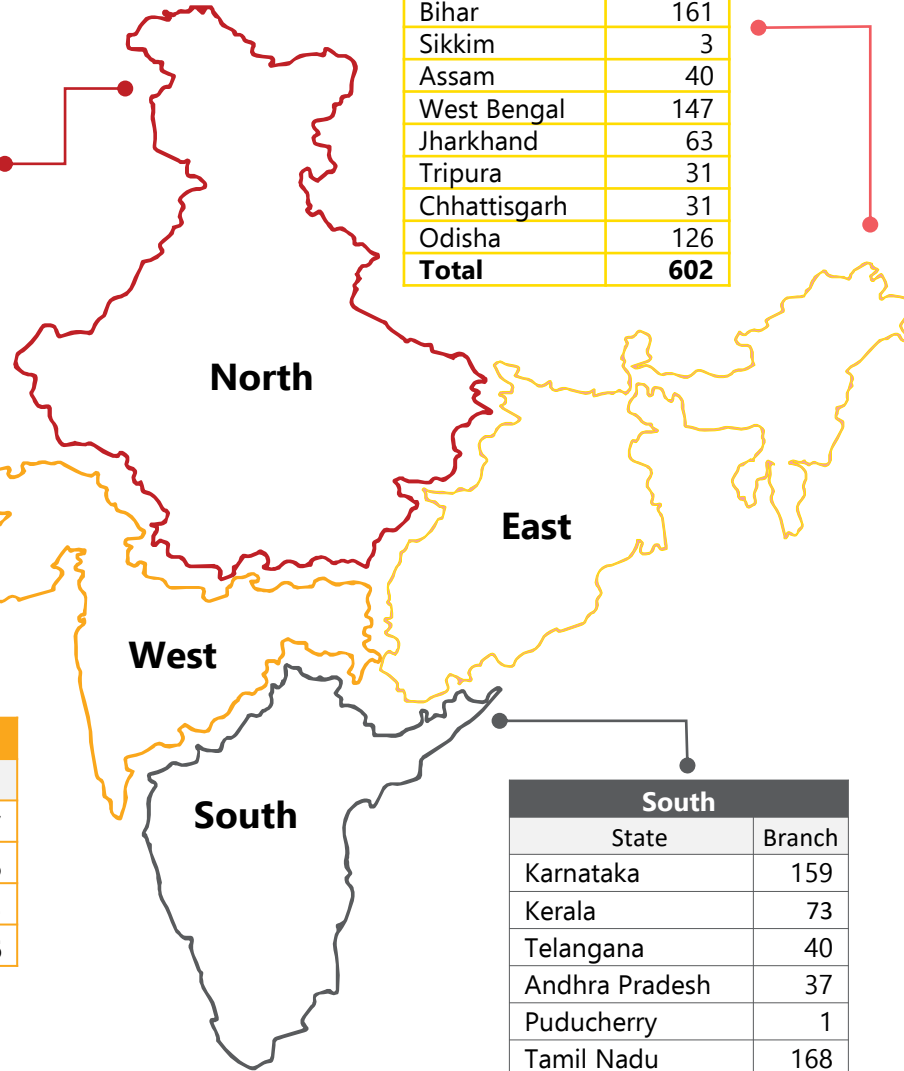 Bihar 161
Sikkim 3
Assam 40
West Bengal 147
Jharkhand 63
Tripura 31
Chhattisgarh 31
Odisha 126
Total 602
North
East
West
South
South
State Branch
Karnataka 159
Kerala 73
Telangana 40
Andhra Pradesh 37
Puducherry 1
Tamil Nadu 168